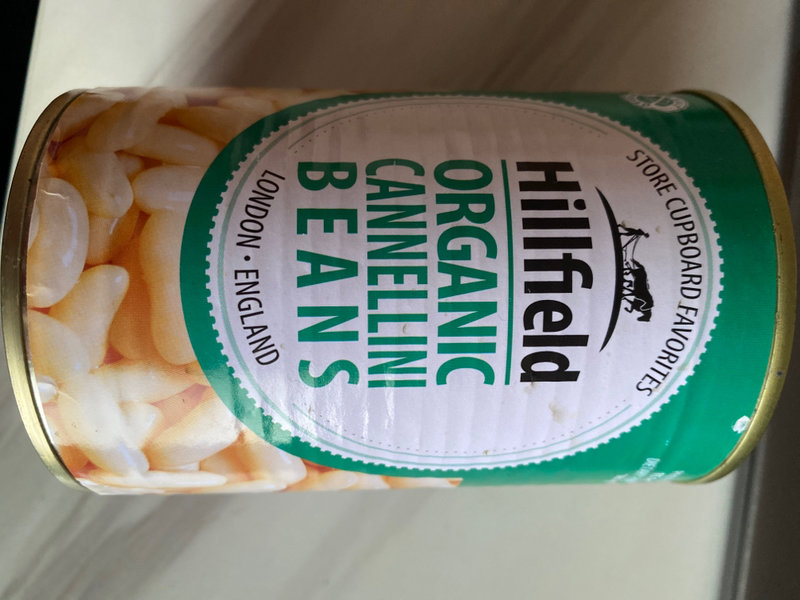 STORE CUPBOARD FAVORITES
Hillfield
ORGANIC
CANNELLINI
BEANS
LONDON · ENGLAND